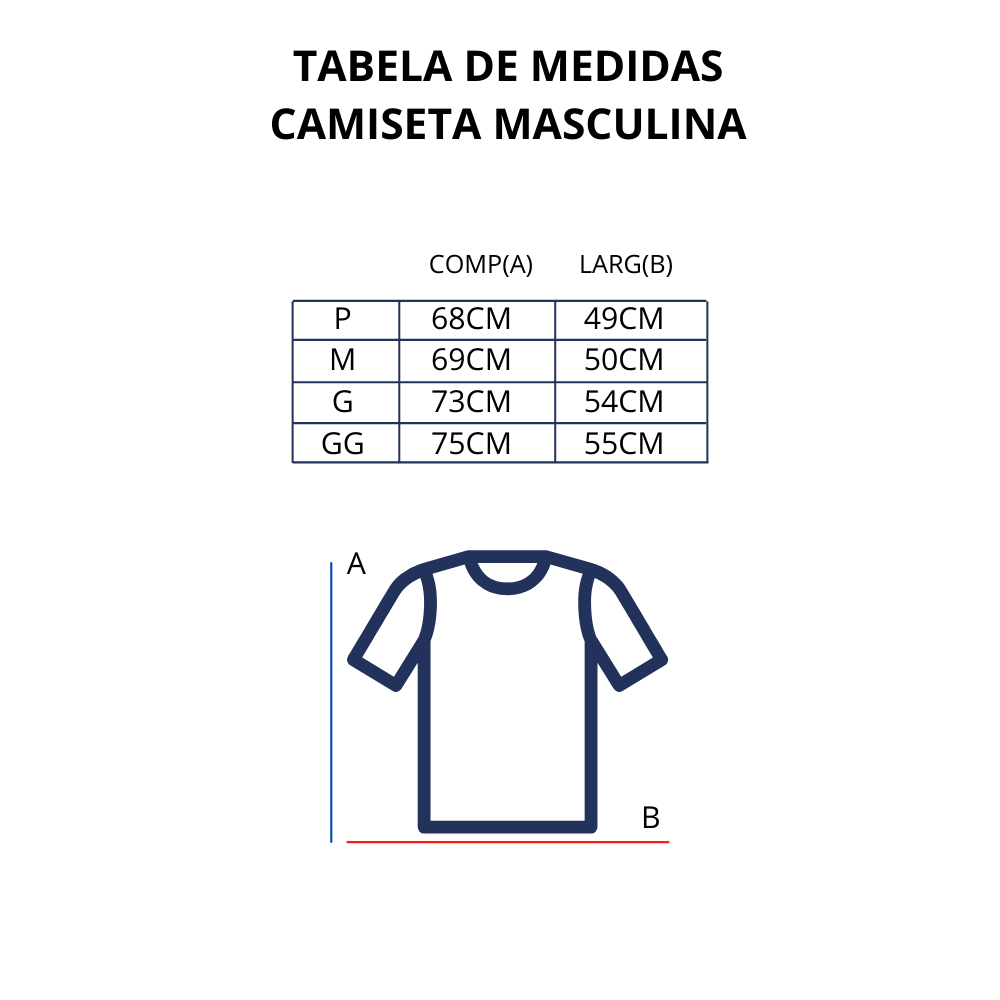 TABELA DE MEDIDAS
CAMISETA MASCULINA
COMP(A) LARG(B)
P 68CM 49CM
M 69CM 50CM
G 73CM 54CM
GG 75CM 55CM
A
B